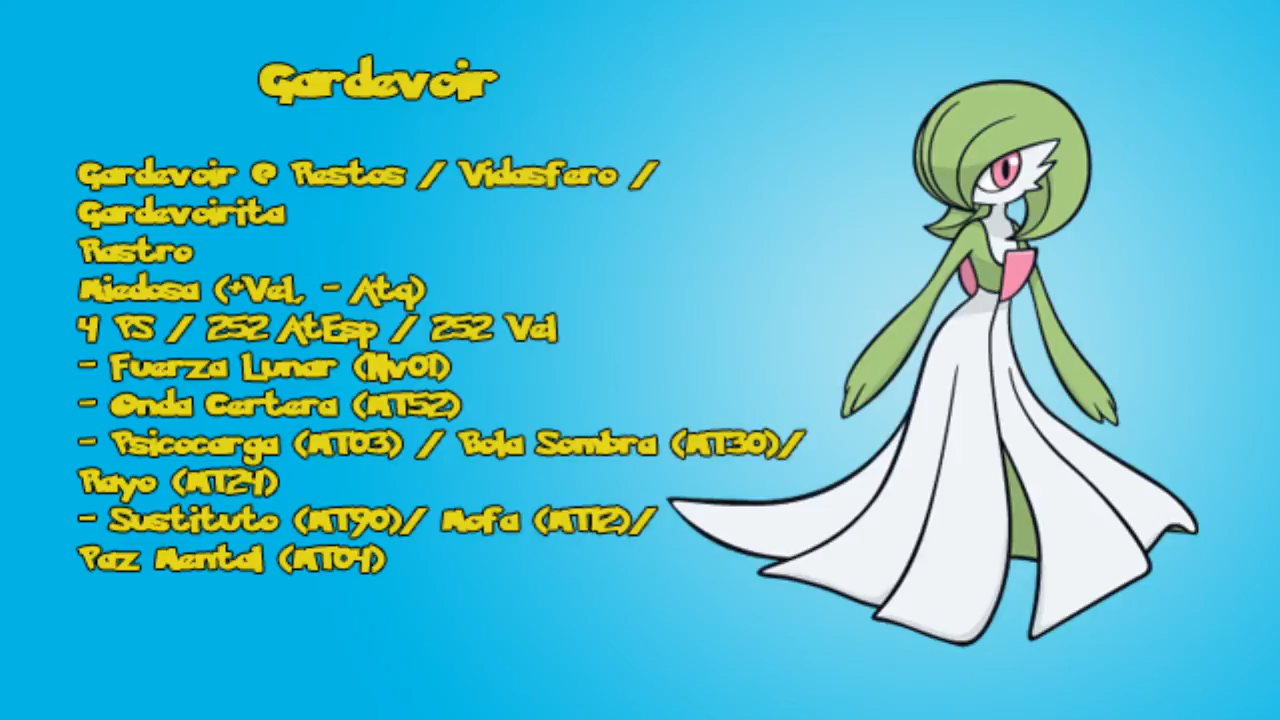 Gardevoir
Gardevoir @ Restos / Vidasfero /
Gardevoirita
Rastro
Miedosa (+Vel, - Atq)
4 PS / 252 AtEsp / 252 Vel
- Fuerza Lunar (Nv01)
- Onda Certera (MT52)
- Psicocarga (MT03) / Bola Sombra (MT30)/
Rayo (MT24)
- Sustituto (MT90)/ Mofa (MT12)/
Paz Mental (MT04)